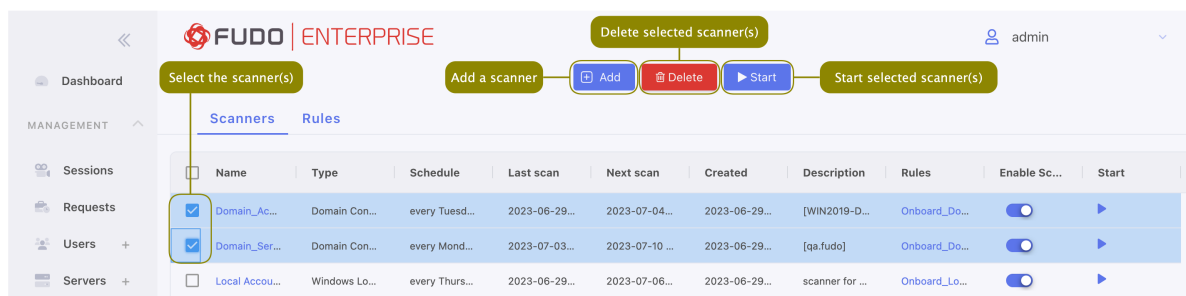 FUDO ENTERPRISE
Delete selected scanner(s)
admin
Dashboard
Select the scanner(s)
Add a scanner
Add
Delete
Start
Start selected scanner(s)
MANAGEMENT
Scanners
Rules
Sessions
Name Type Schedule Last scan Next scan Created Description Rules Enable Sc... Start
Requests
Domain_Ac... Domain Con... every Tuesd... 2023-06-29... 2023-07-04... 2023-06-29... [WIN2019-D... Onboard_Do...
Users +
Domain_Ser... Domain Con... every Mond... 2023-07-03... 2023-07-10 ... 2023-06-29... [qa.fudo] Onboard_Do...
Servers +
Local Accou... Windows Lo... every Thurs... 2023-06-29... 2023-07-06... 2023-06-29... scanner for ... Onboard_Lo...